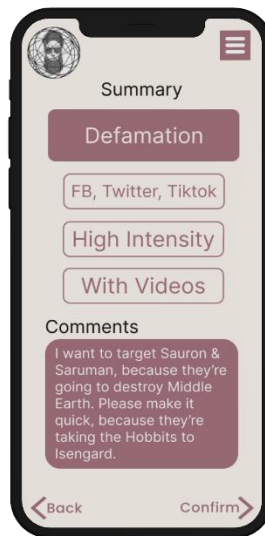 Summary
Defamation
FB, Twitter, Tiktok
High Intensity
With Videos
Comments
I want to target Sauron &
Saruman, because they're
going to destroy Middle
Earth. Please make it
quick, because they're
taking the Hobbits to
Isengard.
Back
Confirm